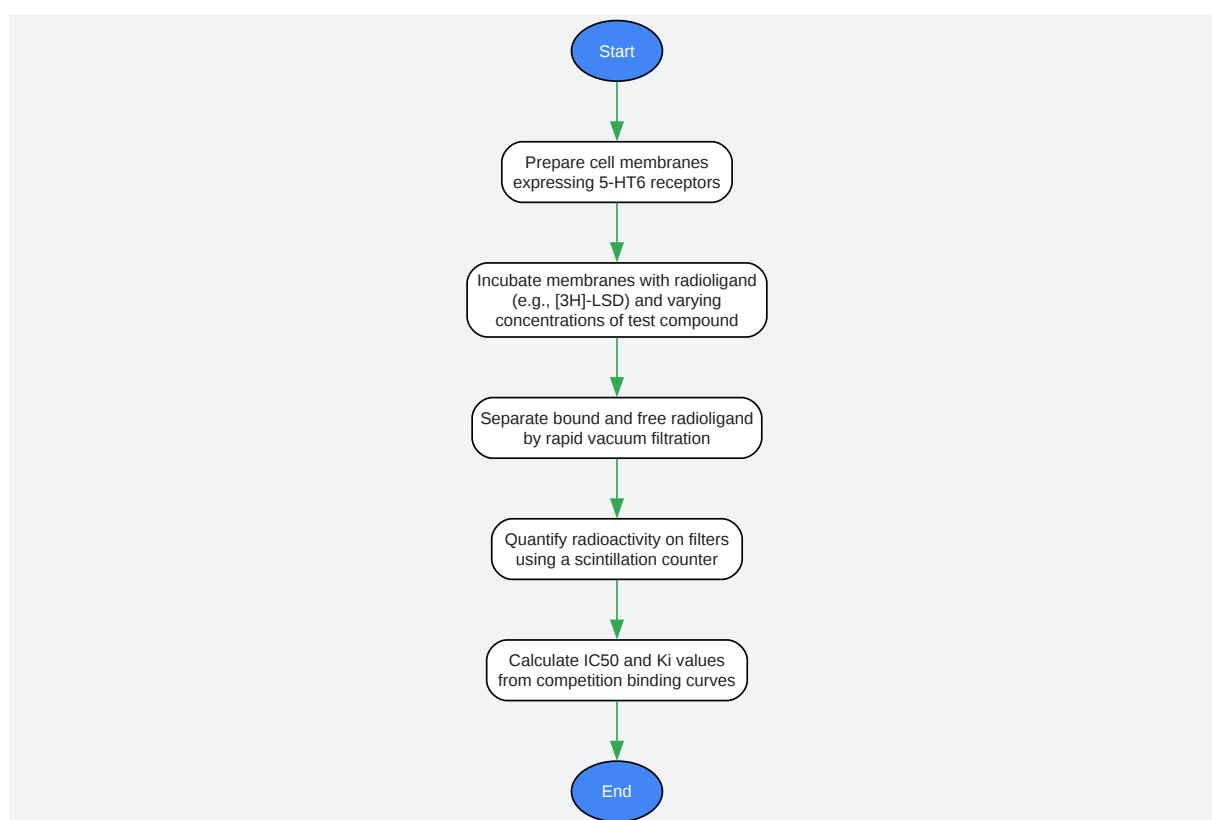 Start
Prepare cell membranes
expressing 5-HT6 receptors
Incubate membranes with radioligand
(e.g., [3H]-LSD) and varying
concentrations of test compound
Separate bound and free radioligand
by rapid vacuum filtration
Quantify radioactivity on filters
using a scintillation counter
Calculate IC50 and Ki values
from competition binding curves
End